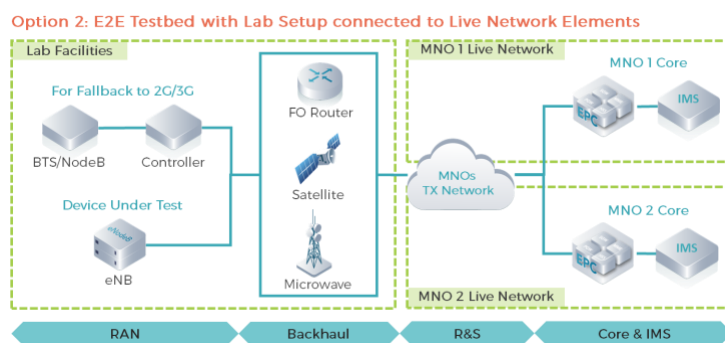 Option 2: E2E Testbed with Lab Setup connected to Live Network Elements
Lab Facilities
For Fallback to 2G/3G
BTS/NodeB
Controller
Device Under Test
eNodeB
eNB
FO Router
Satellite
Microwave
MNOs
TX Network
MNO 1 Live Network
MNO 1 Core
EPC
IMS
MNO 2 Core
EPC
IMS
MNO 2 Live Network
RAN
Backhaul
R&S
Core & IMS